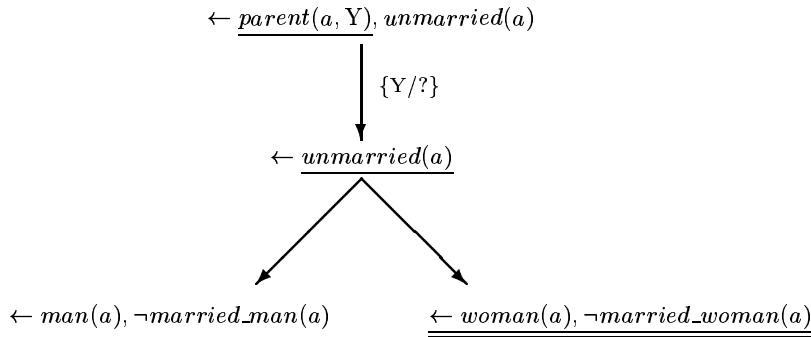 ← parent(a, Y), unmarried(a)
{Y/?}
← unmarried(a)
← man(a), ¬married_man(a)
← woman(a), ¬married_woman(a)